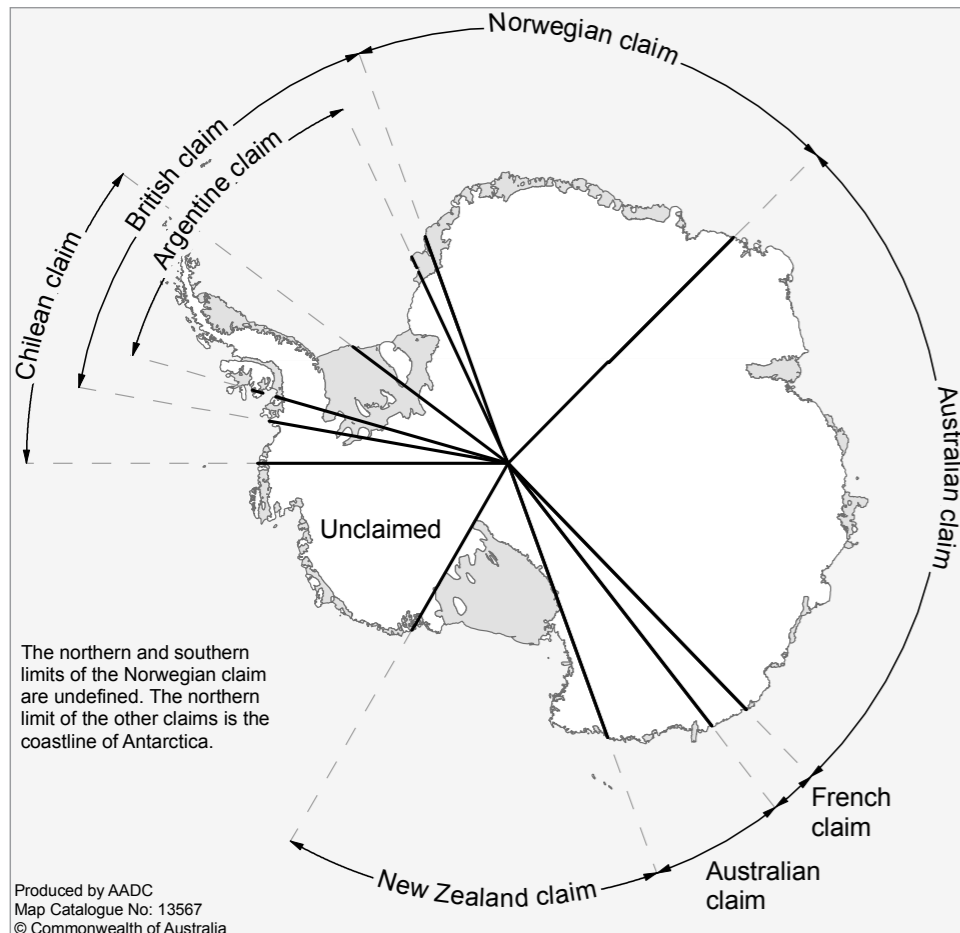 Norwegian claim
British claim
Argentine claim
Chilean claim
Australian claim
Unclaimed
The northern and southern
limits of the Norwegian claim
are undefined. The northern
limit of the other claims is the
coastline of Antarctica.
French
claim
Australian
claim
New Zealand claim
Produced by AADC
Map Catalogue No: 13567
© Commonwealth of Australia